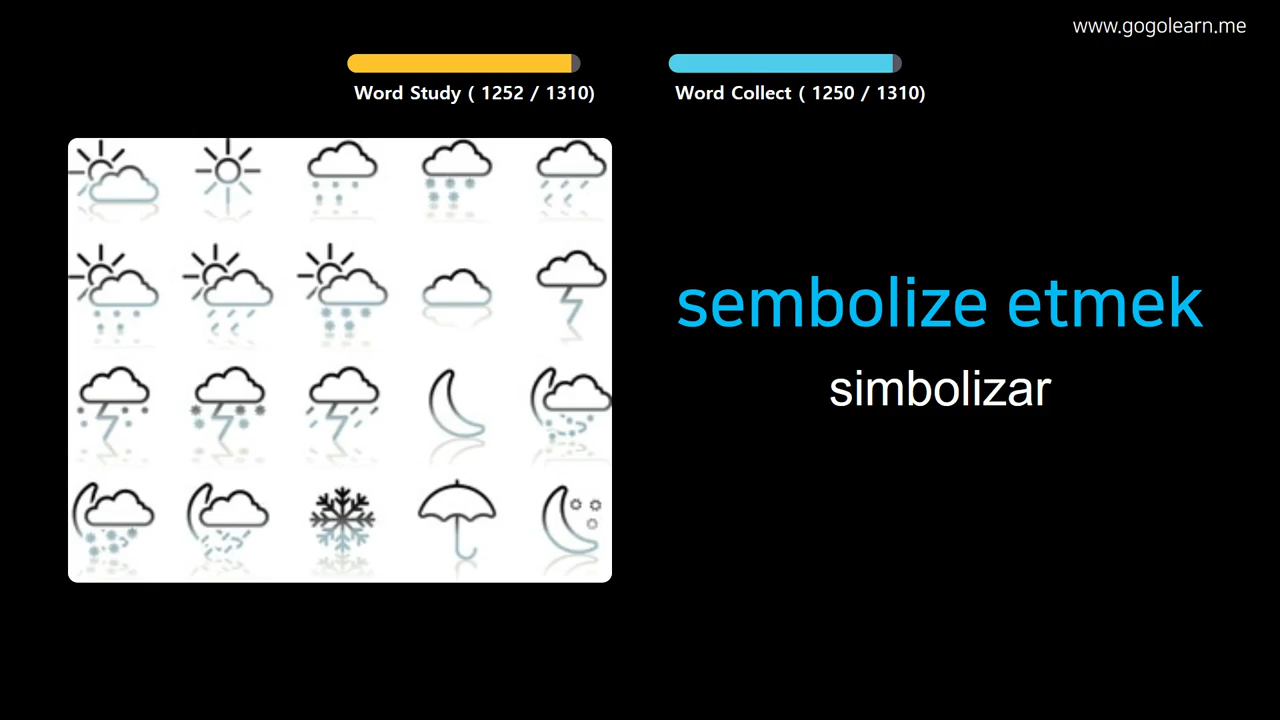 www.gogolearn.me
Word Study ( 1252 / 1310)
Word Collect ( 1250 / 1310)
sembolize etmek
simbolizar